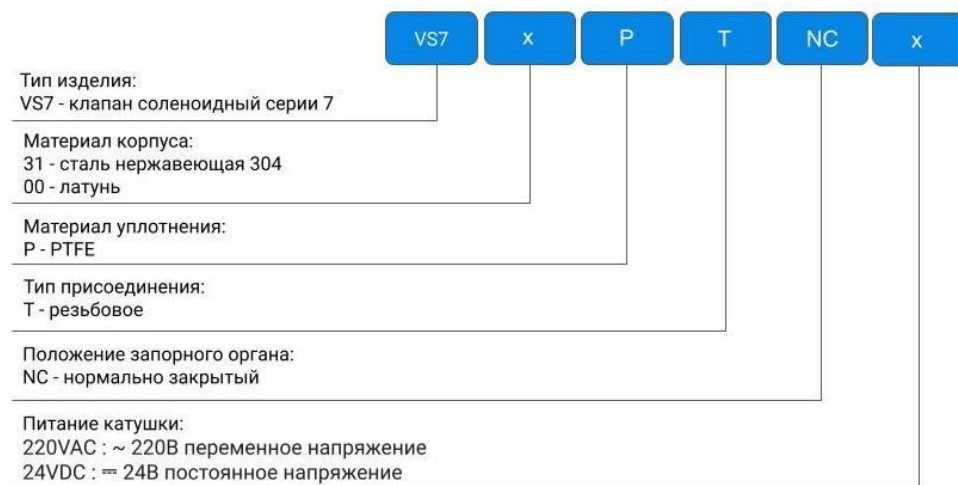 VS7 x P T NC x
Тип изделия:
VS7 - клапан соленоидный серии 7
Материал корпуса:
31 - сталь нержавеющая 304
00 - латунь
Материал уплотнения:
P - PTFE
Тип присоединения:
T - резьбовое
Положение запорного органа:
NC - нормально закрытый
Питание катушки:
220VAC : ~ 220В переменное напряжение
24VDC : ⎓ 24В постоянное напряжение